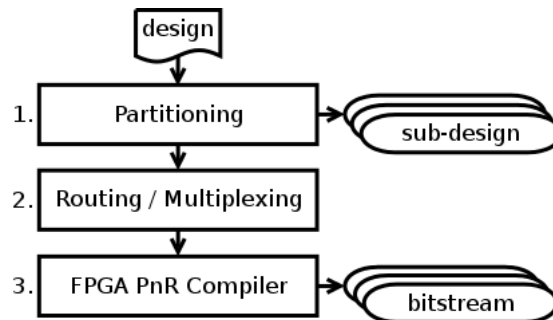 design
1. Partitioning
sub-design
2. Routing / Multiplexing
3. FPGA PnR Compiler
bitstream